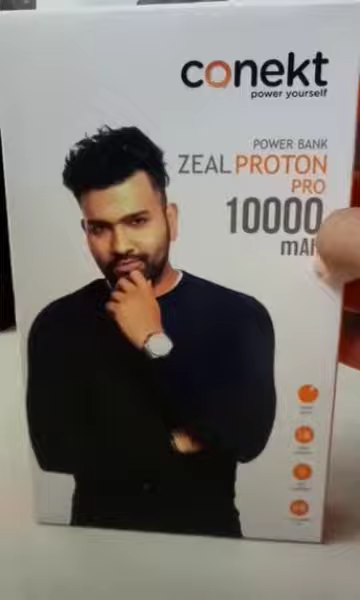 conekt
power yourself
POWER BANK
ZEAL PROTON
PRO
10000
mAh